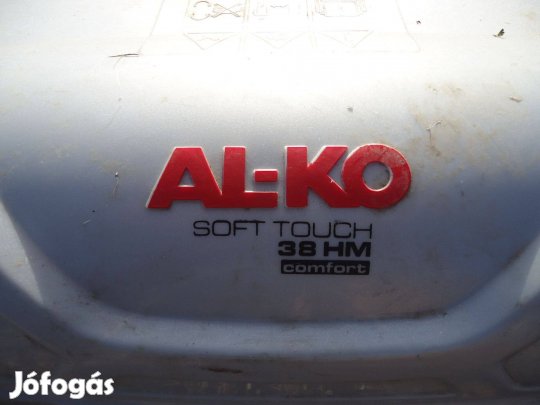 AL-KO
SOFT TOUCH
38 HM
comfort
Jófogás